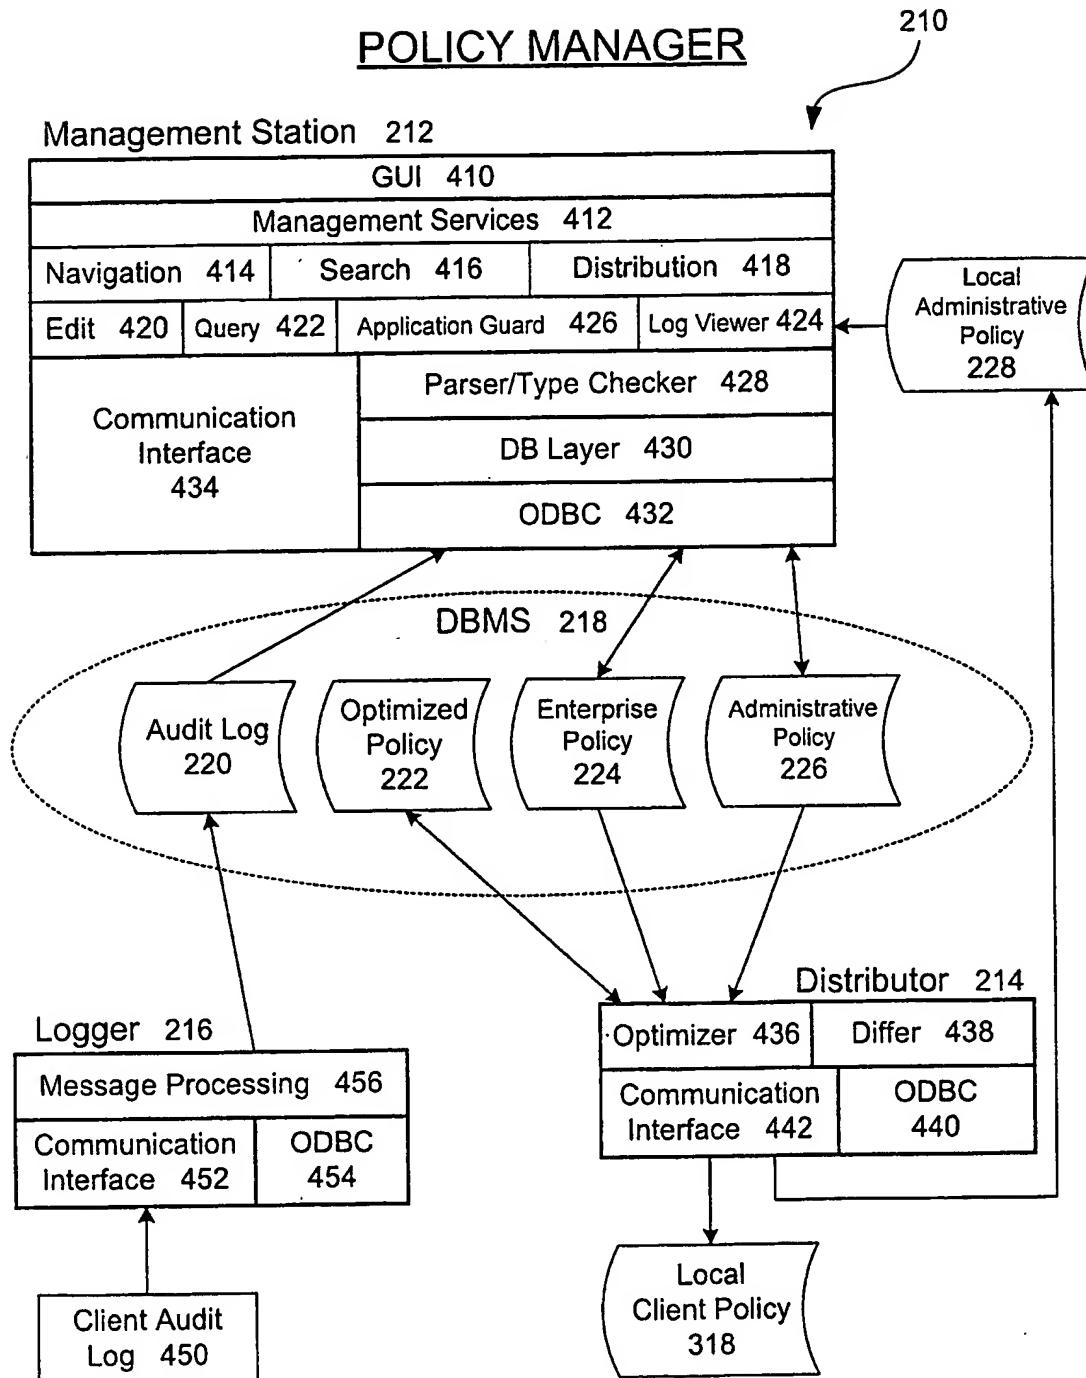 210
POLICY MANAGER
Management Station 212
GUI 410
Management Services 412
Navigation 414
Search 416
Distribution 418
Edit 420
Query 422
Application Guard 426
Log Viewer 424
Local
Administrative
Policy
228
Communication
Interface
434
Parser/Type Checker 428
DB Layer 430
ODBC 432
DBMS 218
Audit Log
220
Optimized
Policy
222
Enterprise
Policy
224
Administrative
Policy
226
Distributor 214
Optimizer 436
Differ 438
Communication
Interface 442
ODBC
440
Logger 216
Message Processing 456
Communication
Interface 452
ODBC
454
Client Audit
Log 450
Local
Client Policy
318